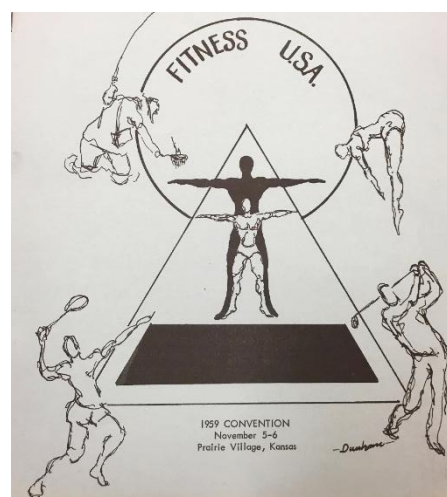 FITNESS U.S.A.
1959 CONVENTION
November 5-6
Prairie Village, Kansas
-Dunham-